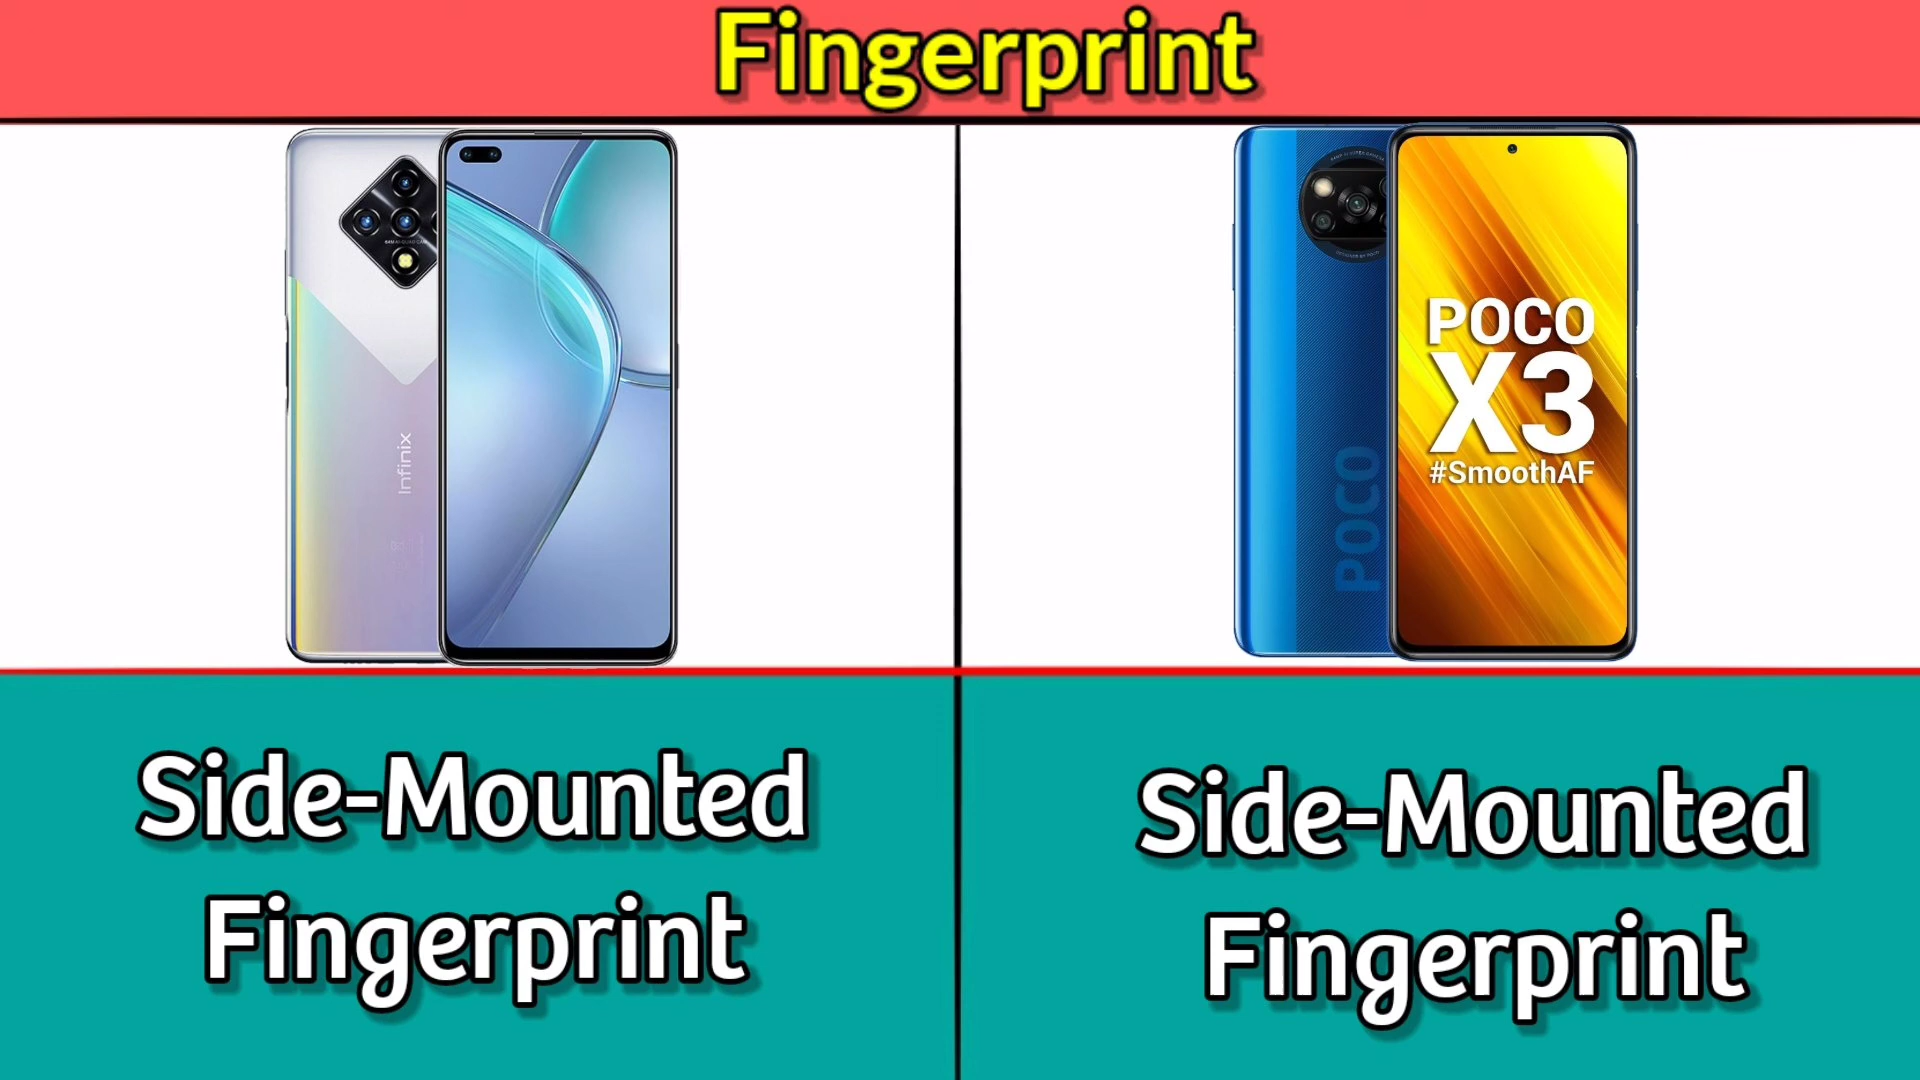 Fingerprint
Infinix
POCO
POCO
X3
#SmoothAF
Side-Mounted
Fingerprint
Side-Mounted
Fingerprint